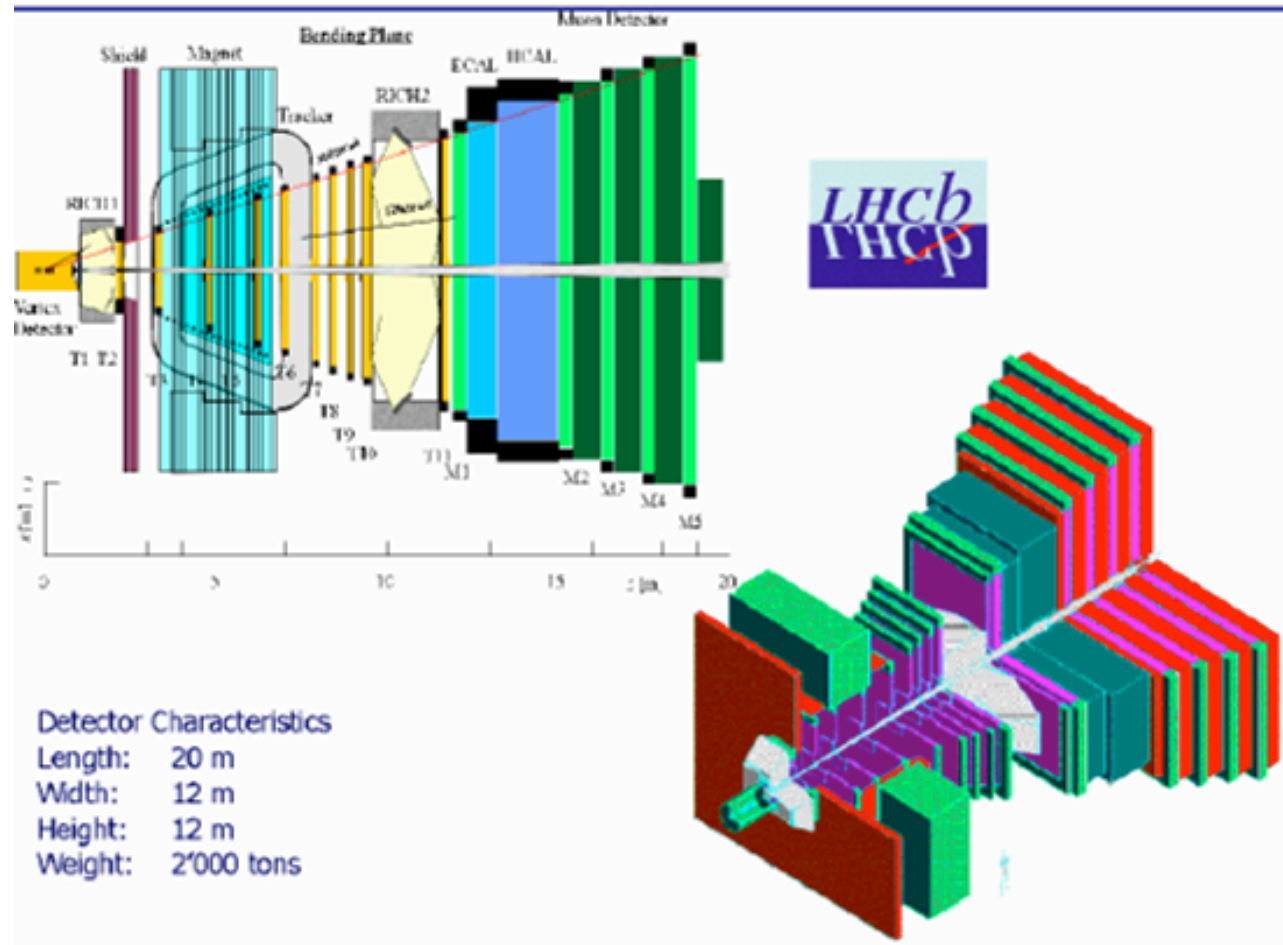 Muon Detector
Bending Plane
Shield
Magnet
ECAL
HCAL
RICH2
Tracker
RICH1
Vertex
Detector
T1 T2
T6
T7
T8
T9
T10
T11
M1
M2
M3
M4
M5
0
5
10
15
z [m]
20
LHCb
LHCb
Detector Characteristics
Length: 20 m
Width: 12 m
Height: 12 m
Weight: 2'000 tons